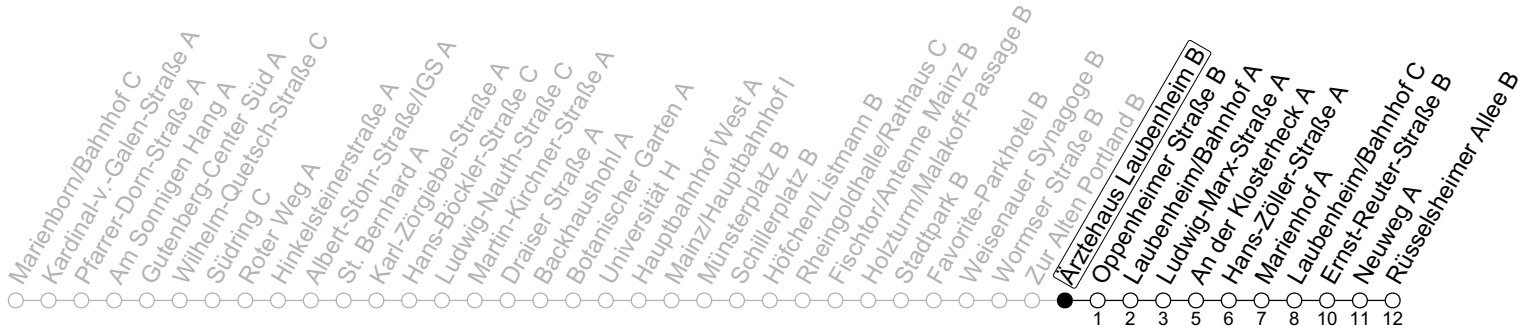 Marienborn/Bahnhof C
Kardinal-v.-Galen-Straße A
Pfarrer-Dorn-Straße A
Am Sonnigen Hang A
Gutenberg-Center Süd A
Wilhelm-Quetsch-Straße C
Südring C
Roter Weg A
Hinkelsteinerstraße A
Albert-Stohr-Straße/IGS A
St. Bernhard A
Karl-Zörgiebel-Straße A
Hans-Böckler-Straße C
Ludwig-Nauth-Straße C
Martin-Kirchner-Straße A
Draiser Straße A
Backhaushohl A
Botanischer Garten A
Universität H
Hauptbahnhof West A
Mainz/Hauptbahnhof I
Münsterplatz B
Schillerplatz B
Höfchen/Listmann B
Rheingoldhalle/Rathaus C
Fischtor/Antenne Mainz B
Holzturm/Malakoff-Passage B
Stadtpark B
Favorite-Parkhotel B
Weisenauer Synagoge B
Wormser Straße B
Zur Alten Portland B
Ärztehaus Laubenheim B
Oppenheimer Straße B
Laubenheim/Bahnhof A
Ludwig-Marx-Straße A
An der Klosterheck A
Hans-Zöller-Straße A
Marienhof A
Laubenheim/Bahnhof C
Ernst-Reuter-Straße B
Neuweg A
Rüsselsheimer Allee B
1 2 3 5 6 7 8 10 11 12